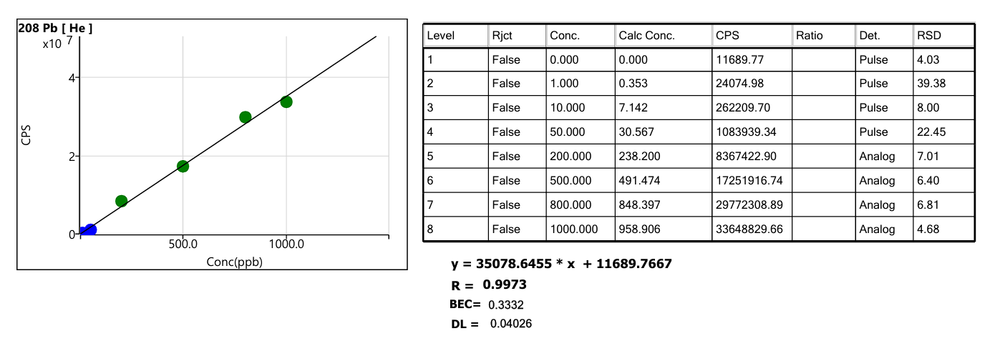 208 Pb [ He ]
x10 7
4
2
0
500.0 1000.0
CPS
Conc(ppb)
Level Rjct Conc. Calc Conc. CPS Ratio Det. RSD
1 False 0.000 0.000 11689.77 Pulse 4.03
2 False 1.000 0.353 24074.98 Pulse 39.38
3 False 10.000 7.142 262209.70 Pulse 8.00
4 False 50.000 30.567 1083939.34 Pulse 22.45
5 False 200.000 238.200 8367422.90 Analog 7.01
6 False 500.000 491.474 17251916.74 Analog 6.40
7 False 800.000 848.397 29772308.89 Analog 6.81
8 False 1000.000 958.906 33648829.66 Analog 4.68
y = 35078.6455 * x + 11689.7667
R = 0.9973
BEC= 0.3332
DL = 0.04026